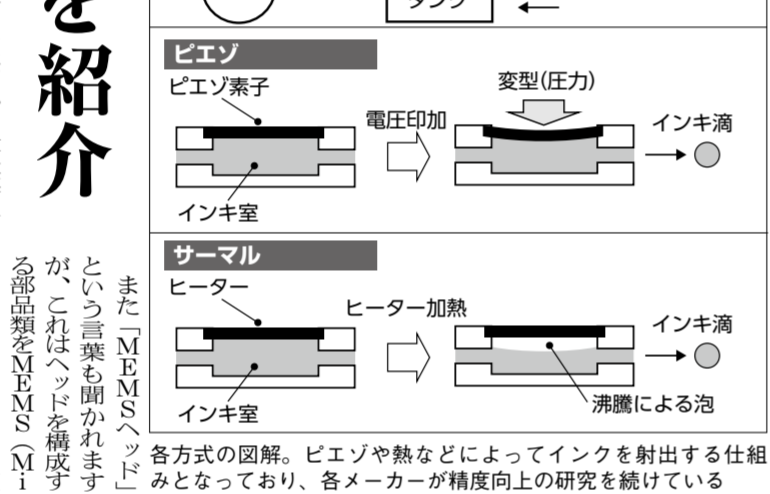 を紹介
タンク
ピエゾ
ピエゾ素子
インキ室
電圧印加
変型(圧力)
インキ滴
サーマル
ヒーター
インキ室
ヒーター加熱
インキ滴
沸騰による泡
各方式の図解。ピエゾや熱などによってインクを射出する仕組
みとなっており、各メーカーが精度向上の研究を続けている
また「MEMSヘッド」
という言葉も聞かれます
が、これはヘッドを構成す
る部品類をMEMS（Mi